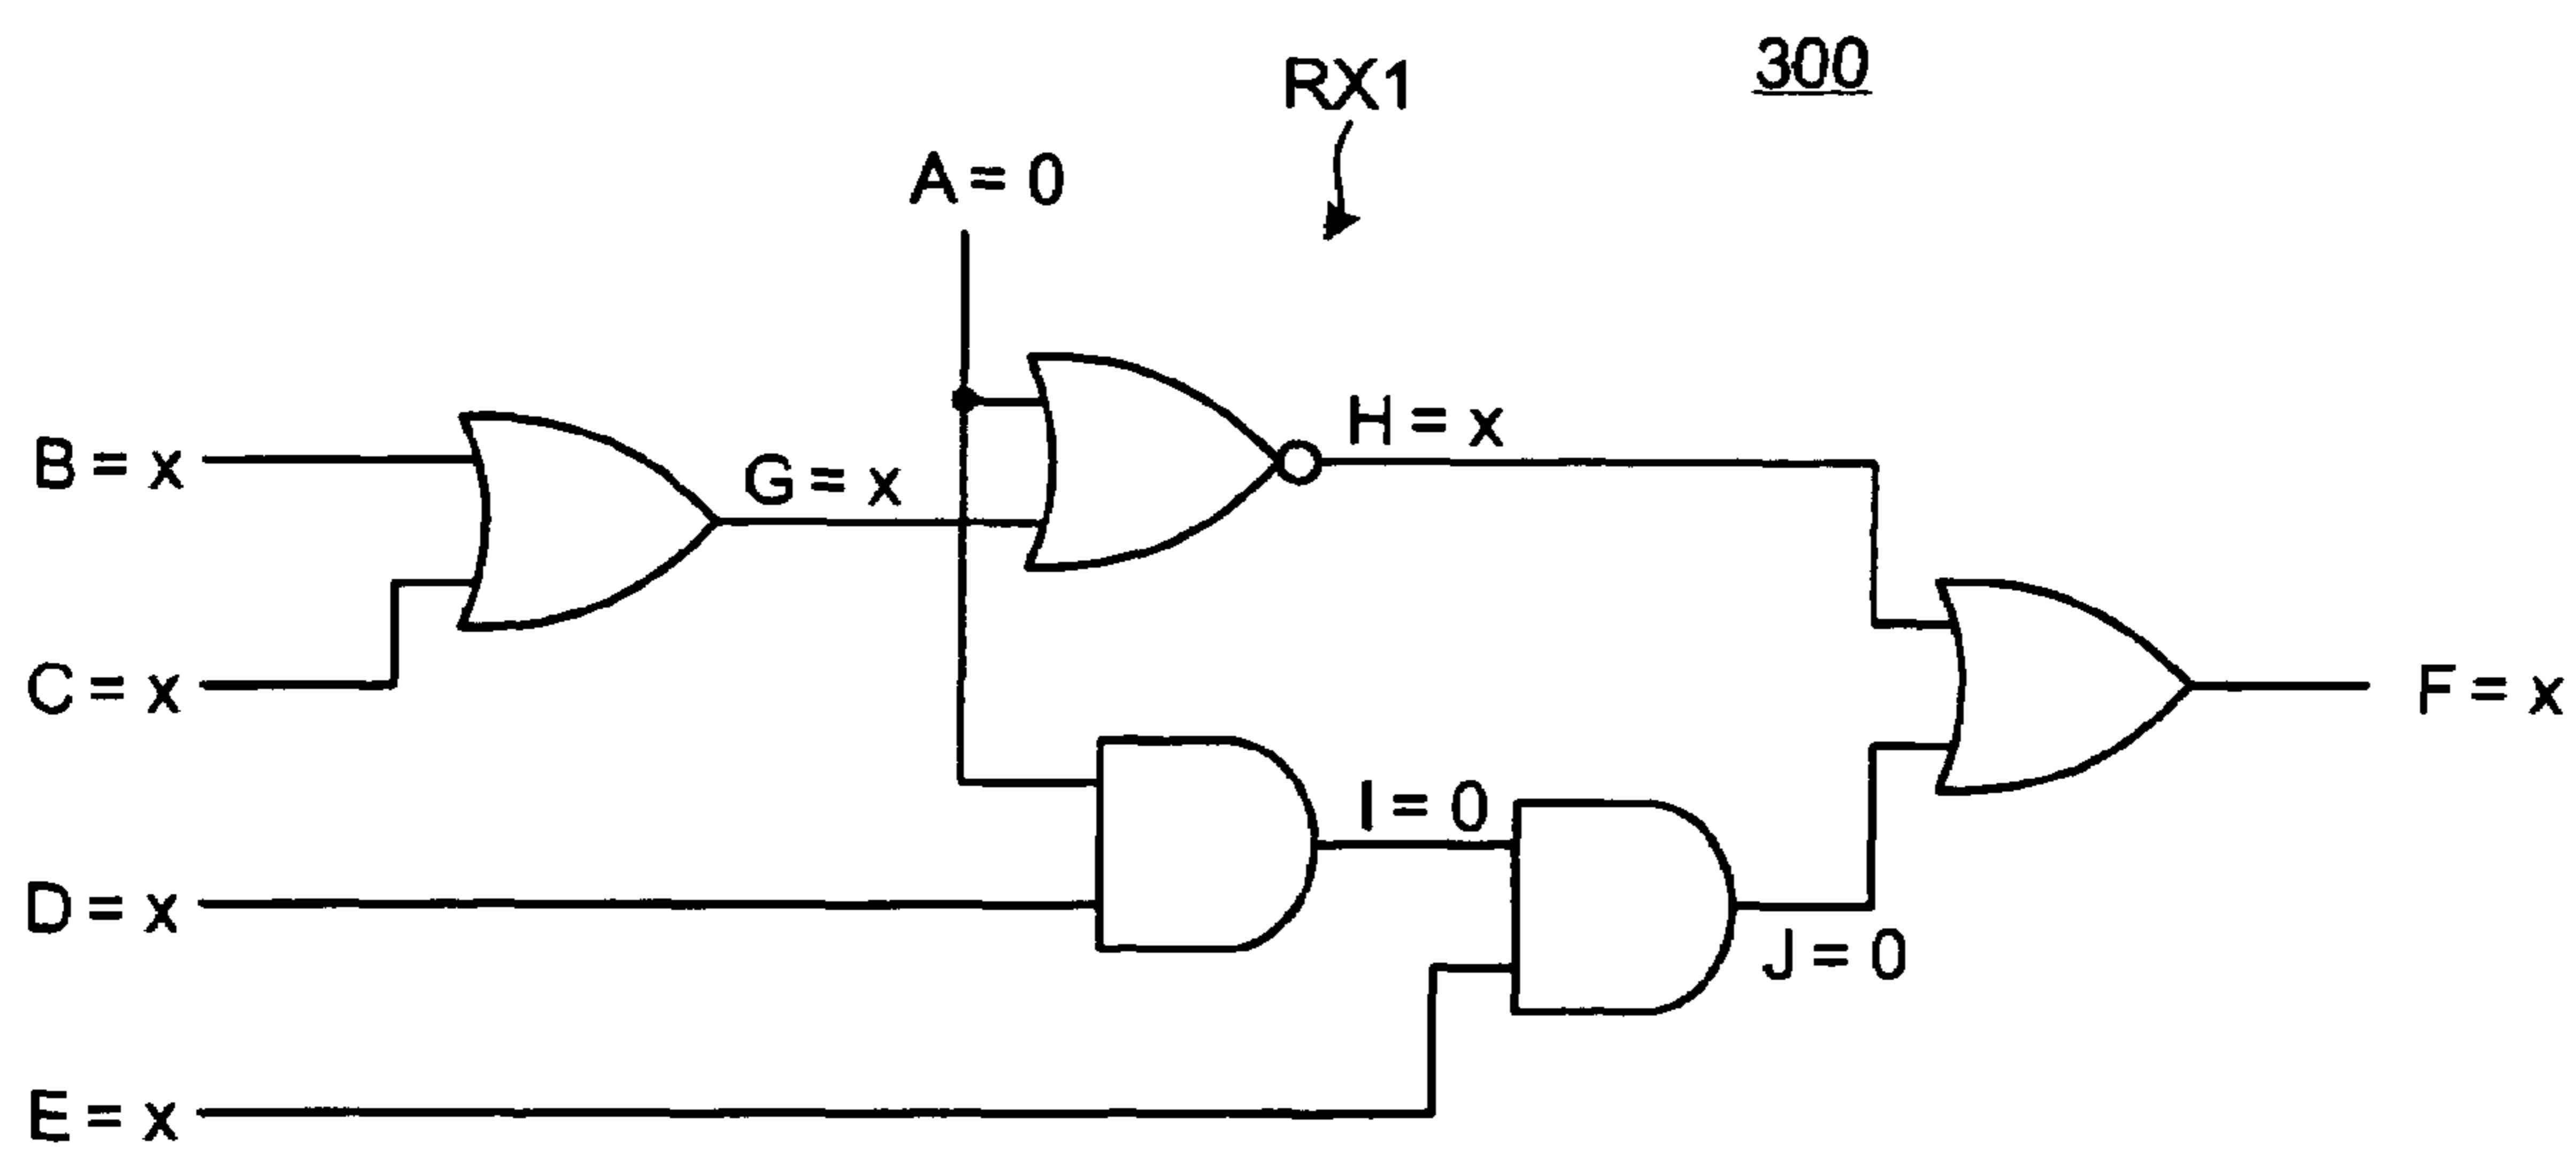 300
RX1
A = 0
B = x
G = x
H = x
C = x
F = x
I = 0
D = x
J = 0
E = x